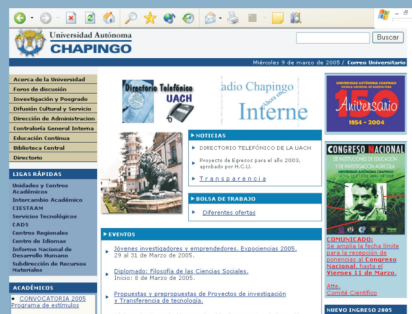 Universidad Autónoma
CHAPINGO
Buscar
Miércoles 9 de marzo de 2005 / Correo Universitario
Acerca de la Universidad
Foros de discusión
Investigación y Posgrado
Difusión Cultural y Servicio
Dirección de Administracion
Contraloría General Interna
Educación Continua
Biblioteca Central
Directorio
LIGAS RÁPIDAS
Unidades y Centros
Académicos
Intercambio Académico
CIESTAAM
Servicios Tecnológicos
CADS
Centros Regionales
Centro de Idiomas
Informe Nacional de
Desarrollo Humano
Subdirección de Recursos
Materiales
ACADÉMICOS
CONVOCATORIA 2005
Programa de estímulos
Directorio Telefónico
UACH
adio Chapingo
Interne
NOTICIAS
DIRECTORIO TELEFÓNICO DE LA UACH
Proyecto de Egresos para el año 2003,
aprobado por H.C.U.
Transparencia
BOLSA DE TRABAJO
Diferentes ofertas
EVENTOS
Jóvenes investigadores y emprendedores. Expociencias 2005.
29 al 31 de Marzo de 2005.
Diplomado: Filosofía de las Ciencias Sociales.
Inicio: 8 de Marzo de 2005.
Propuestas y prepropuestas de Proyectos de investigación
y Transferencia de tecnología.
UNIVERSIDAD AUTÓNOMA CHAPINGO
Aniversario
1854 - 2004
CONGRESO NACIONAL
COMUNICADO:
Se amplía la fecha límite
para la recepción de
ponencias al Congreso
Nacional, hasta el
Viernes 11 de Marzo.
Atte.
Comité Científico
NUEVO INGRESO 2005